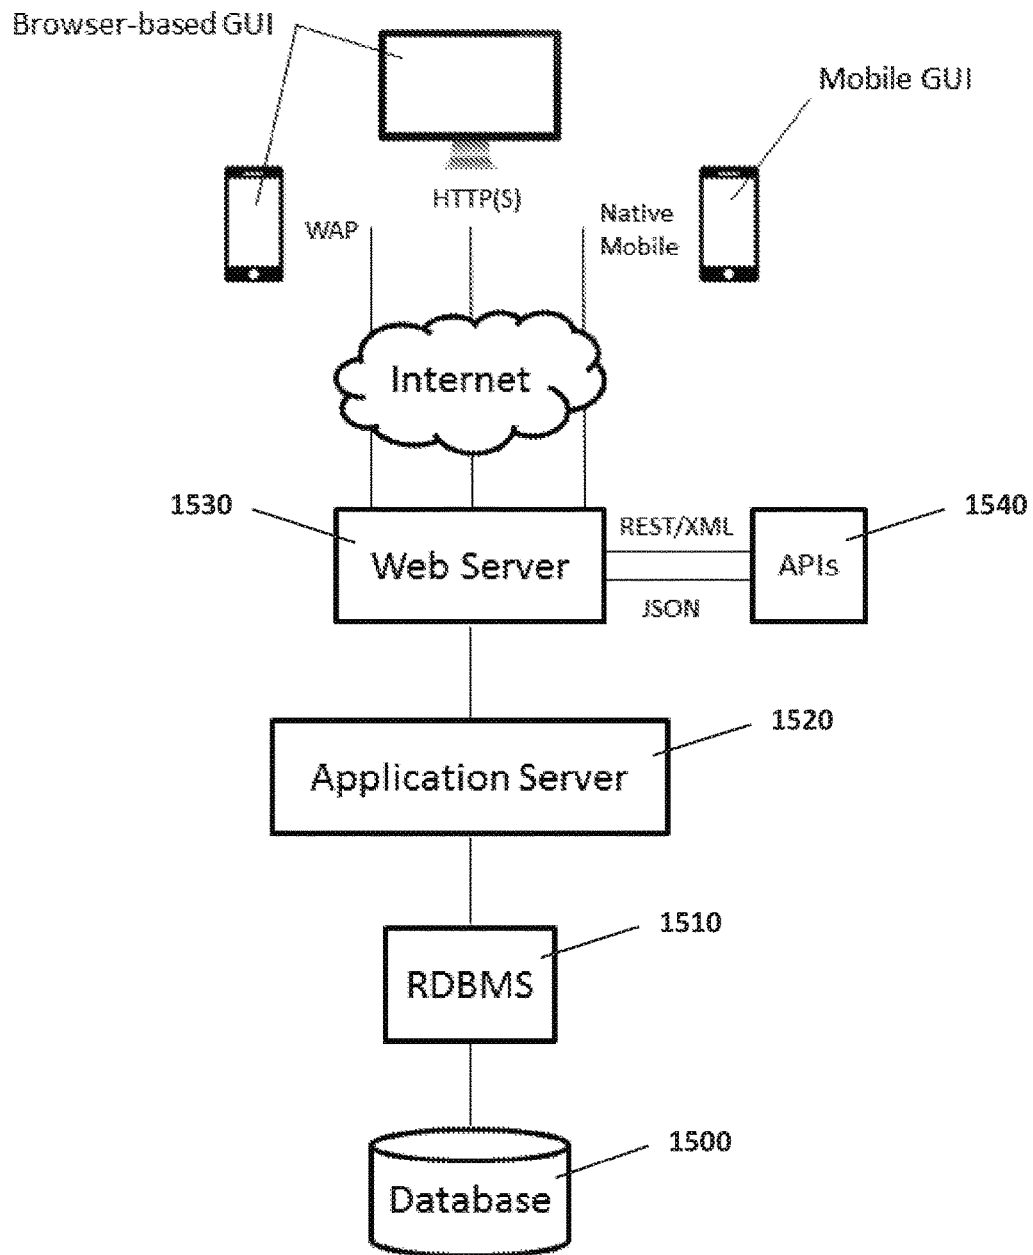 Browser-based GUI
Mobile GUI
HTTP(S)
WAP
Native
Mobile
Internet
1530
1540
REST/XML
Web Server
APIs
JSON
1520
Application Server
1510
RDBMS
1500
Database